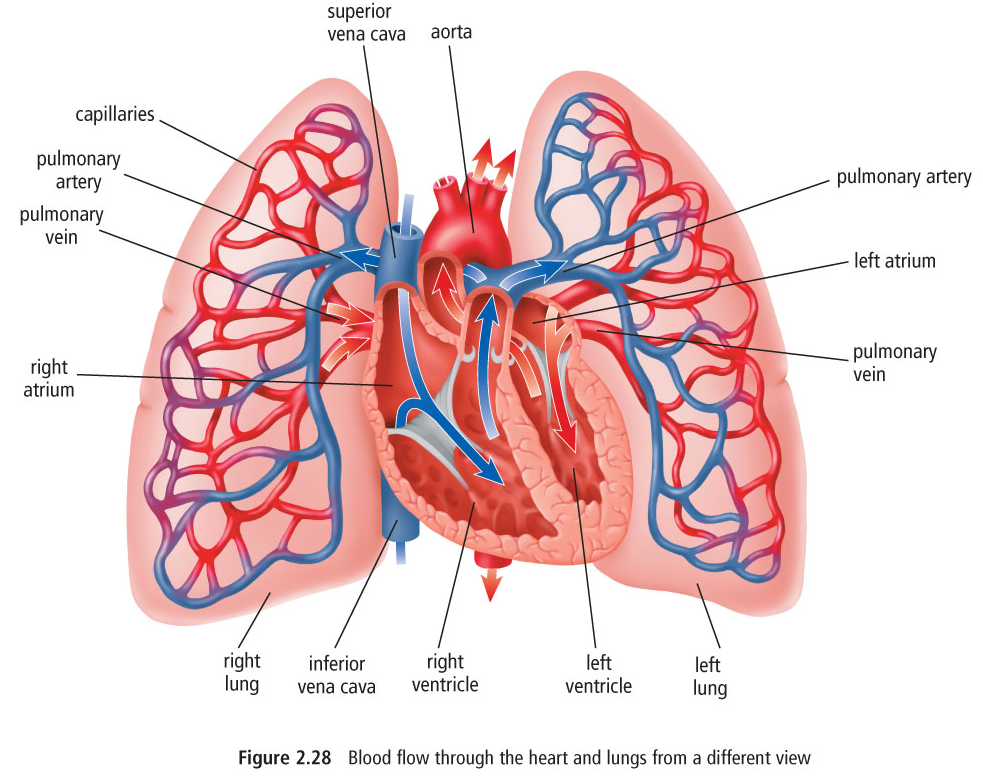 superior
vena cava
aorta
capillaries
pulmonary
artery
pulmonary
vein
pulmonary artery
left atrium
pulmonary
vein
right
atrium
right
lung
inferior
vena cava
right
ventricle
left
ventricle
left
lung
Figure 2.28 Blood flow through the heart and lungs from a different view